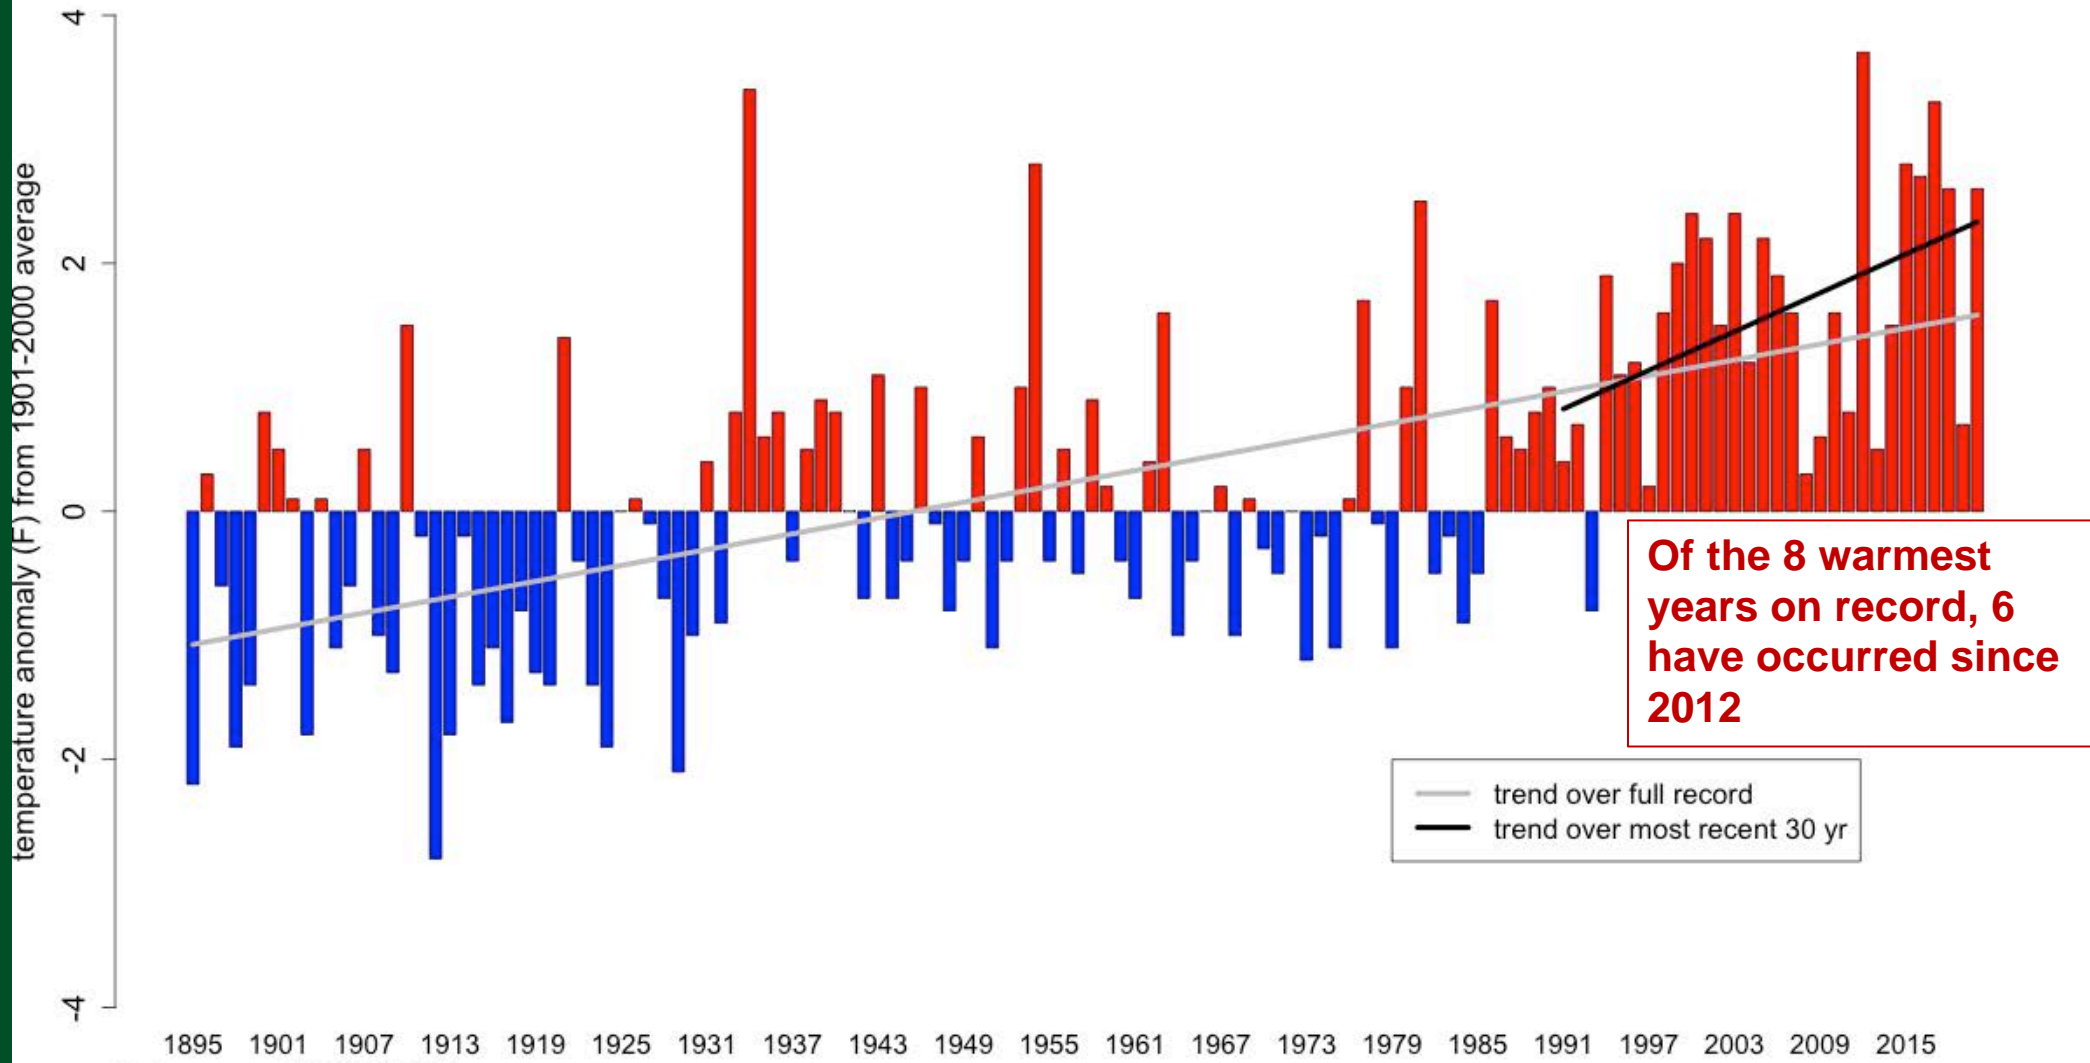 temperature anomaly (F) from 1901-2000 average
4
2
0
-2
-4
Of the 8 warmest
years on record, 6
have occurred since
2012
trend over full record
trend over most recent 30 yr
1895 1901 1907 1913 1919 1925 1931 1937 1943 1949 1955 1961 1967 1973 1979 1985 1991 1997 2003 2009 2015